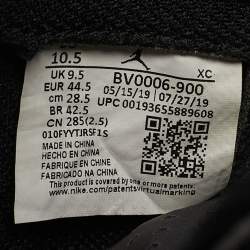 10.5 XC
UK 9.5 BV0006-900
EUR 44.5 05/15/19 07/27/19
cm 28.5 UPC 00193655889608
BR 42.5
CN 285(2.5)
010FYYTJRSF1S
MADE IN CHINA
HECHO EN CHINA
FABRIQUÉ EN CHINE
FABRICADO NA CHINA
This product is covered by one or more
www.nike.com/patentsvirtualmarking